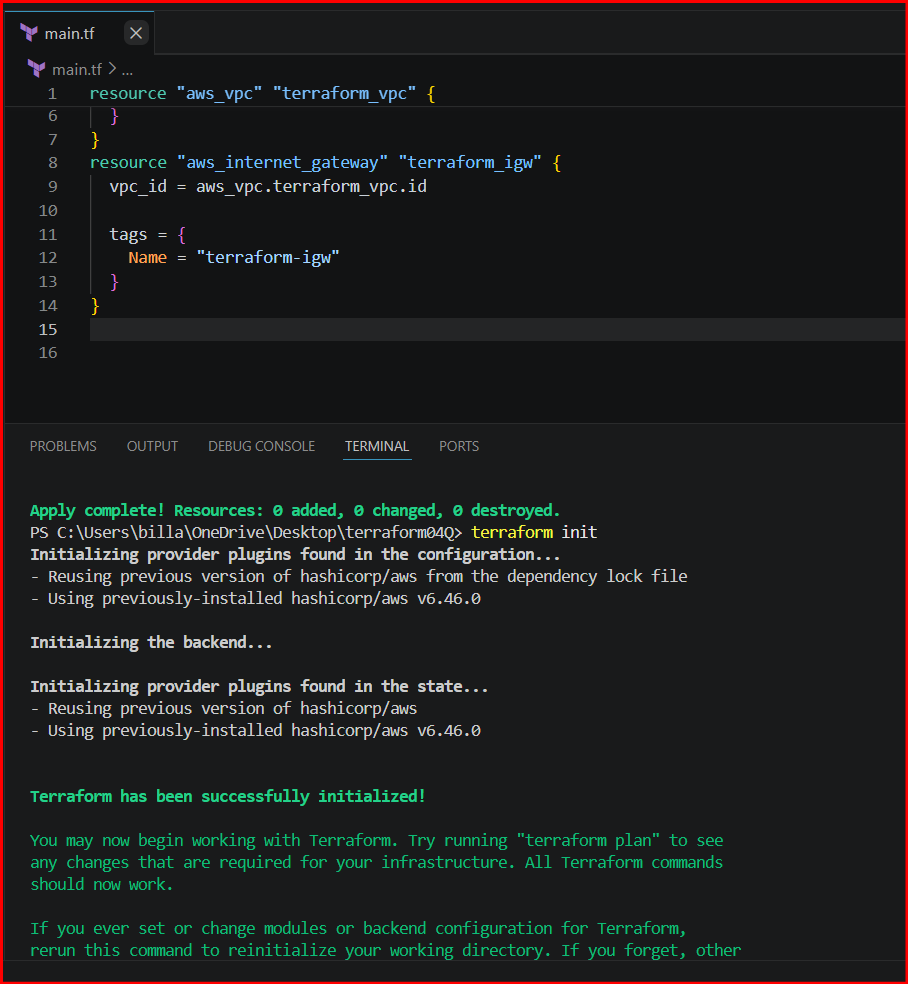 main.tf
main.tf > ...
1 resource "aws_vpc" "terraform_vpc" {
6 }
7 }
8 resource "aws_internet_gateway" "terraform_igw" {
9 vpc_id = aws_vpc.terraform_vpc.id
10
11 tags = {
12 Name = "terraform-igw"
13 }
14 }
15
16
PROBLEMS OUTPUT DEBUG CONSOLE TERMINAL PORTS
Apply complete! Resources: 0 added, 0 changed, 0 destroyed.
PS C:\Users\billa\OneDrive\Desktop\terraform04Q> terraform init
Initializing provider plugins found in the configuration...
- Reusing previous version of hashicorp/aws from the dependency lock file
- Using previously-installed hashicorp/aws v6.46.0
Initializing the backend...
Initializing provider plugins found in the state...
- Reusing previous version of hashicorp/aws
- Using previously-installed hashicorp/aws v6.46.0
Terraform has been successfully initialized!
You may now begin working with Terraform. Try running "terraform plan" to see
any changes that are required for your infrastructure. All Terraform commands
should now work.
If you ever set or change modules or backend configuration for Terraform,
rerun this command to reinitialize your working directory. If you forget, other